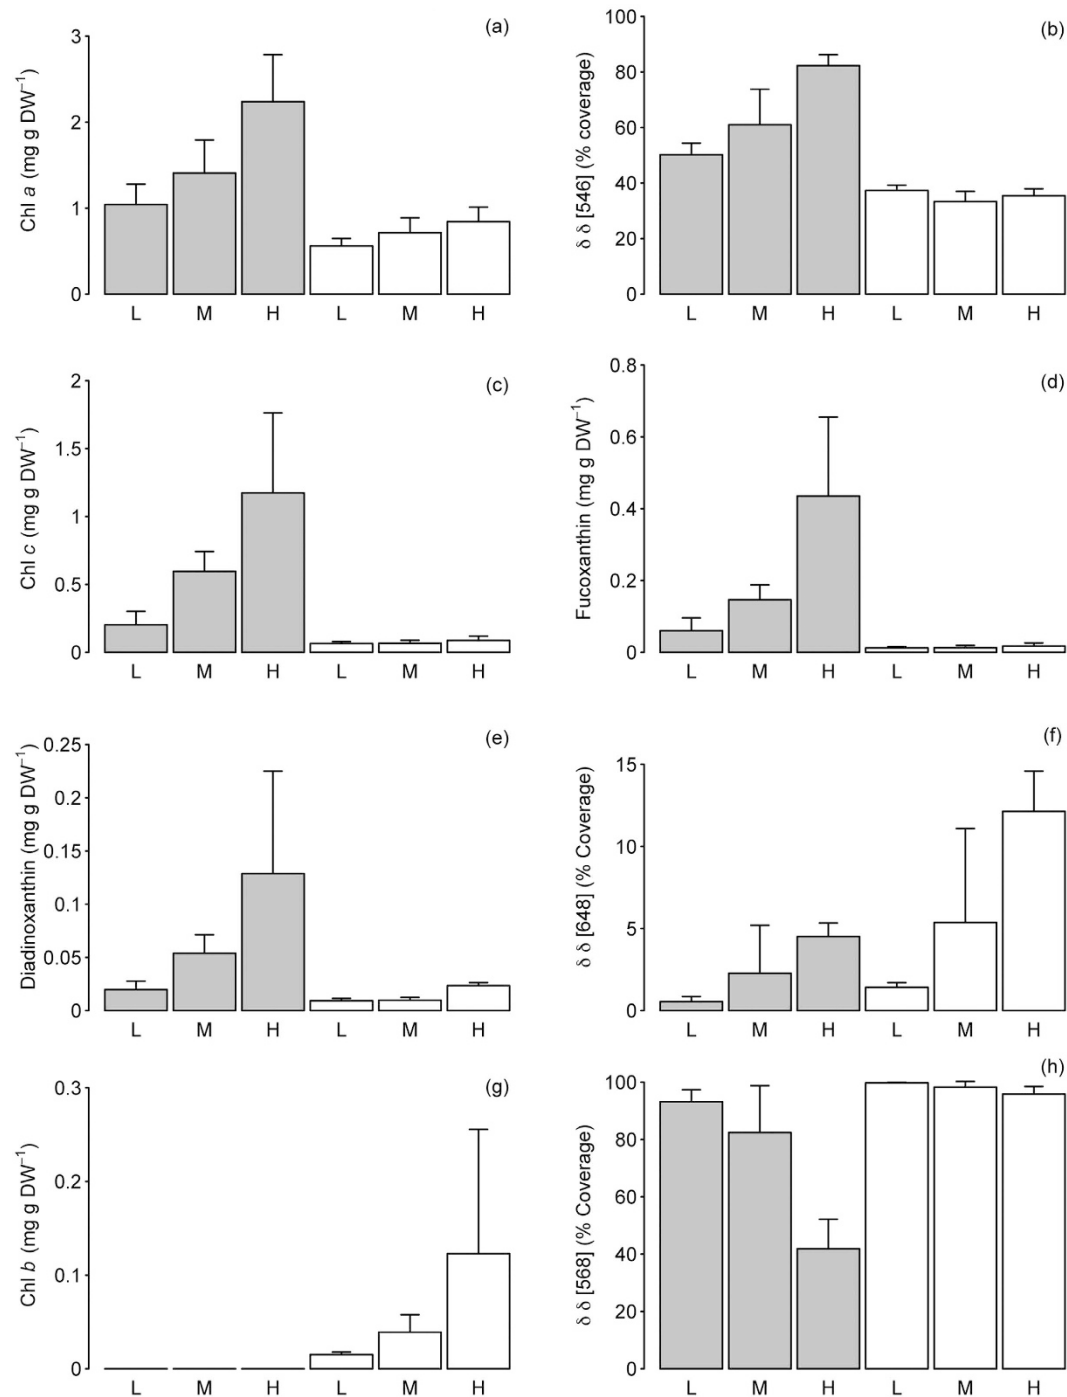 (a)
Chl a (mg g DW⁻¹)
3
2
1
0
L M H L M H
(b)
δ δ [546] (% coverage)
100
80
60
40
20
0
L M H L M H
(c)
Chl c (mg g DW⁻¹)
2
1.5
1
0.5
0
L M H L M H
(d)
Fucoxanthin (mg g DW⁻¹)
0.8
0.6
0.4
0.2
0
L M H L M H
(e)
Diadinoxanthin (mg g DW⁻¹)
0.25
0.2
0.15
0.1
0.05
0
L M H L M H
(f)
δ δ [648] (% Coverage)
15
10
5
0
L M H L M H
(g)
Chl b (mg g DW⁻¹)
0.3
0.2
0.1
0
L M H L M H
(h)
δ δ [568] (% Coverage)
100
80
60
40
20
0
L M H L M H